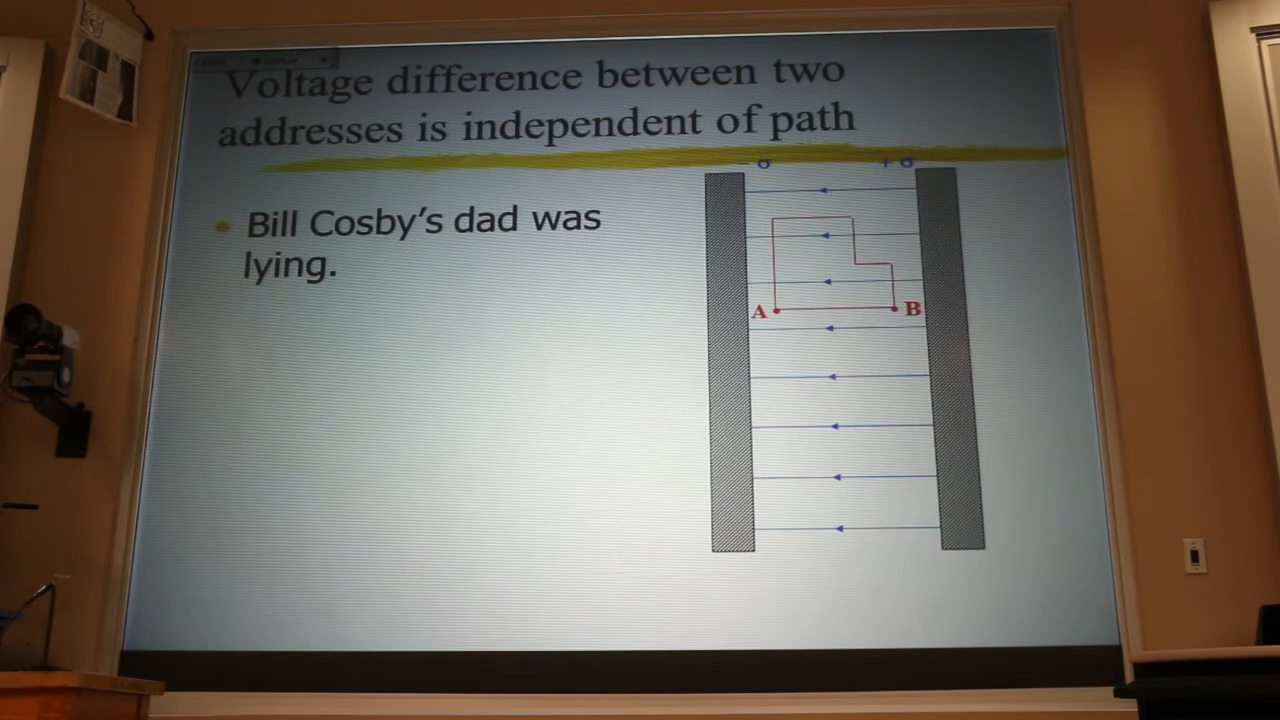 Voltage difference between two
addresses is independent of path
- σ
+ σ
Bill Cosby's dad was
lying.
A
B